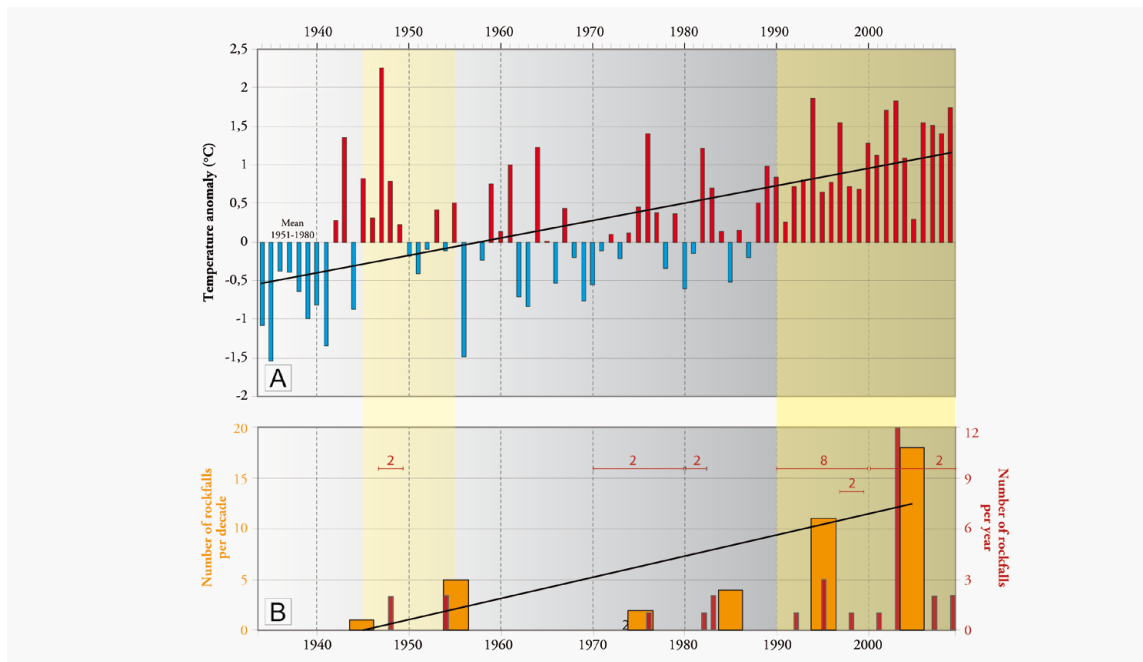 1940 1950 1960 1970 1980 1990 2000
2,5
2
1,5
1
0,5
0
-0,5
-1
-1,5
-2
Temperature anomaly (°C)
Mean
1951-1980
A
20
15
10
5
0
Number of rockfalls
per decade
2 2 2 8 2
2
2
B
12
9
6
3
0
Number of rockfalls
per year
1940 1950 1960 1970 1980 1990 2000